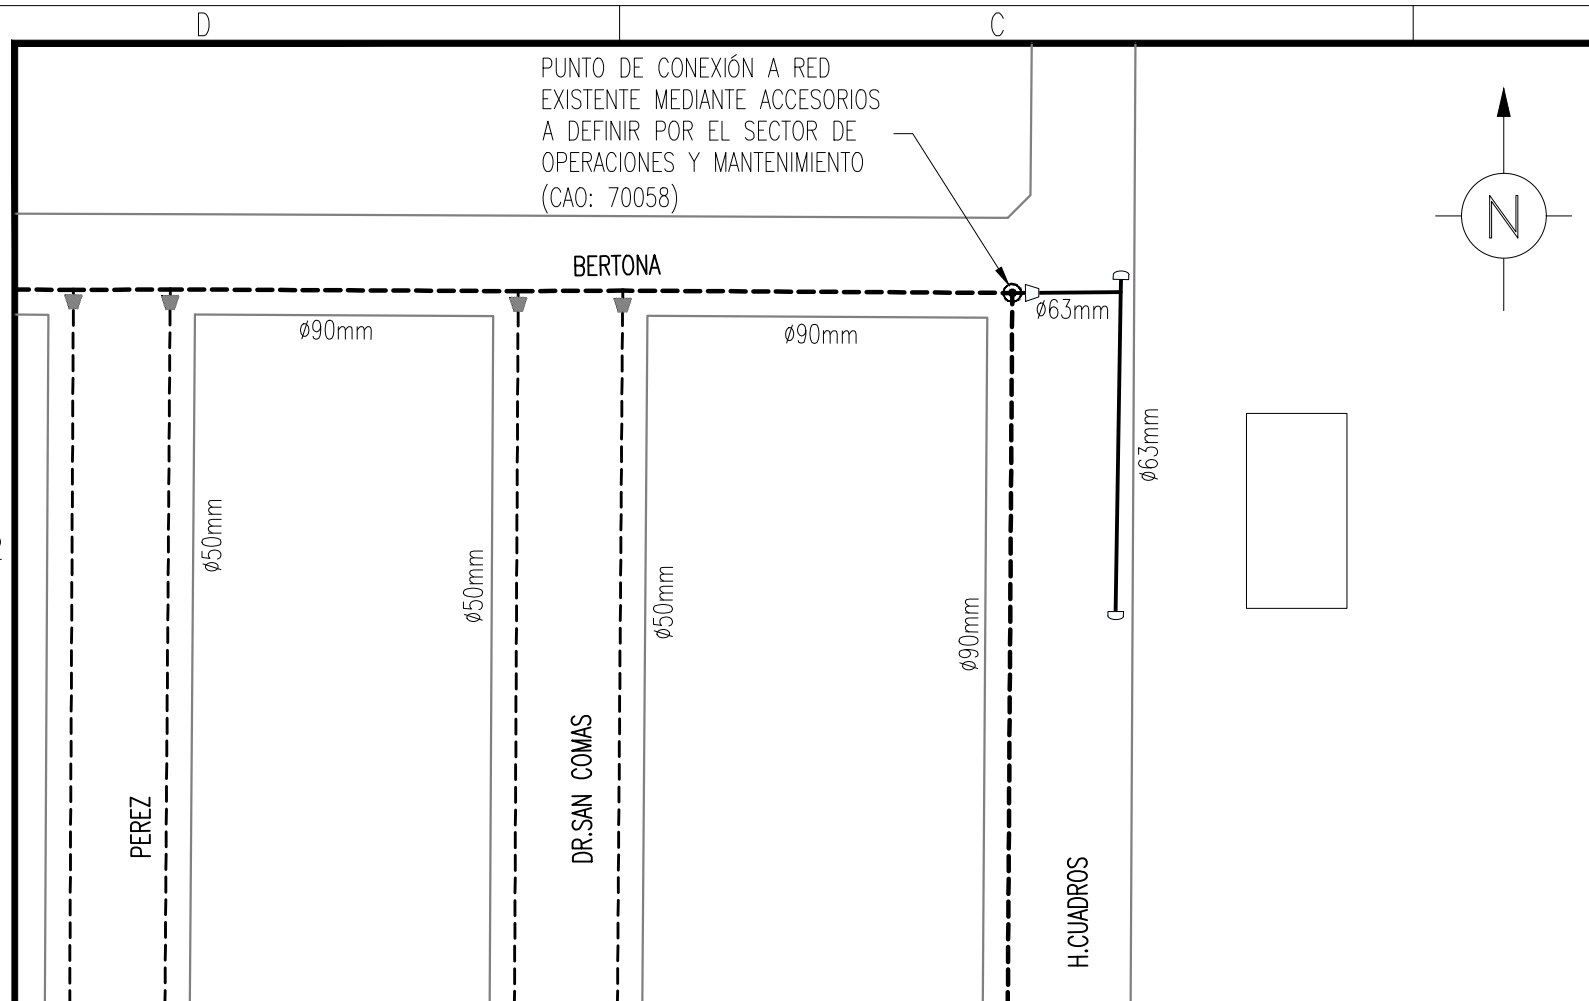 D
C
PUNTO DE CONEXIÓN A RED
EXISTENTE MEDIANTE ACCESORIOS
A DEFINIR POR EL SECTOR DE
OPERACIONES Y MANTENIMIENTO
(CAO: 70058)
N
BERTONA
ø63mm
ø90mm
ø90mm
ø63mm
ø50mm
ø50mm
ø50mm
ø90mm
PEREZ
DR.SAN COMAS
H.CUADROS